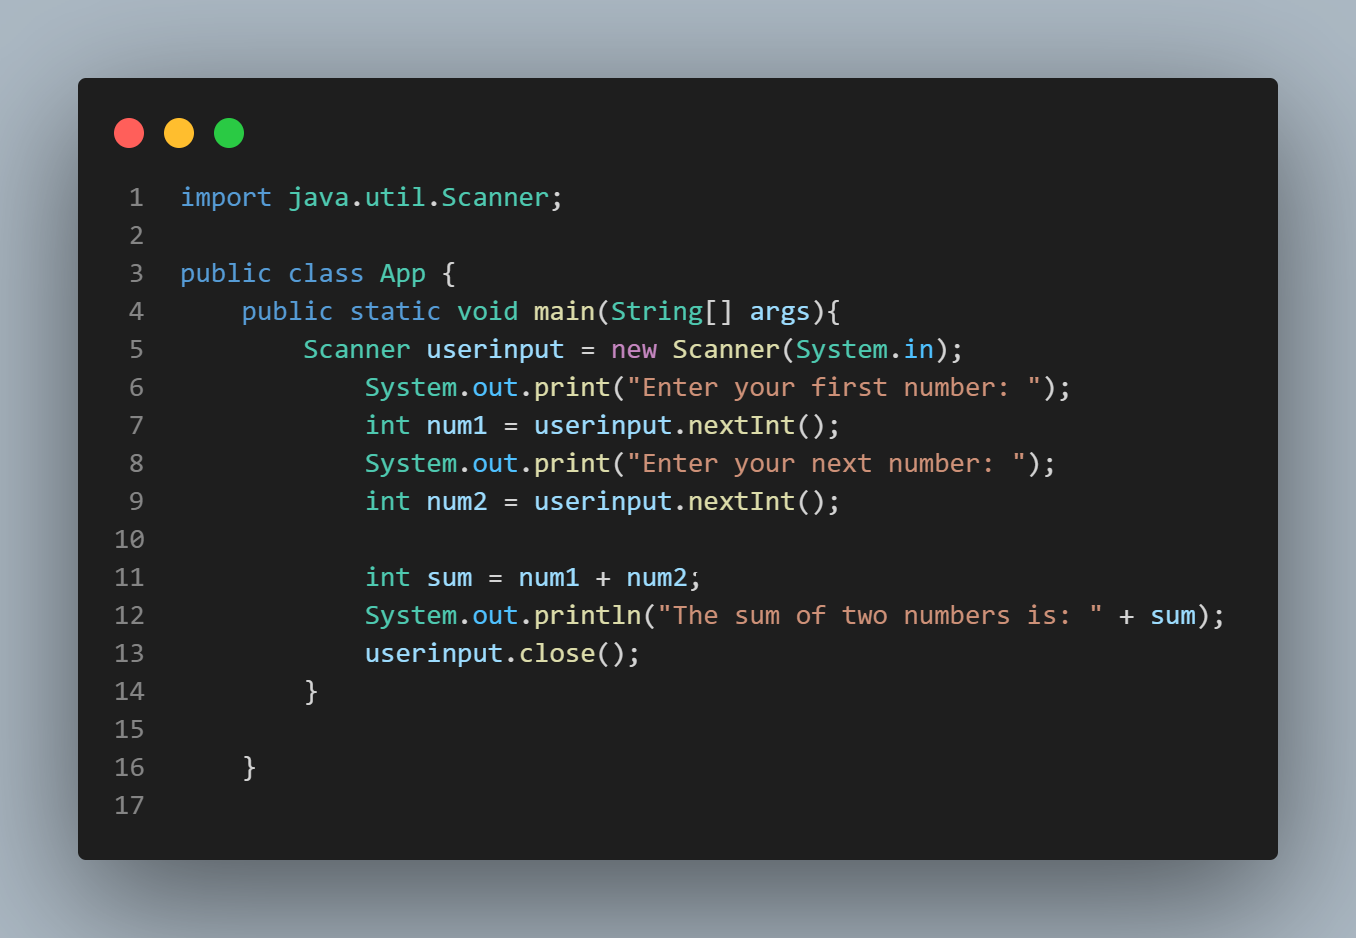 1 import java.util.Scanner;
2
3 public class App {
4     public static void main(String[] args){
5         Scanner userinput = new Scanner(System.in);
6             System.out.print("Enter your first number: ");
7             int num1 = userinput.nextInt();
8             System.out.print("Enter your next number: ");
9             int num2 = userinput.nextInt();
10
11             int sum = num1 + num2;
12             System.out.println("The sum of two numbers is: " + sum);
13             userinput.close();
14         }
15
16     }
17